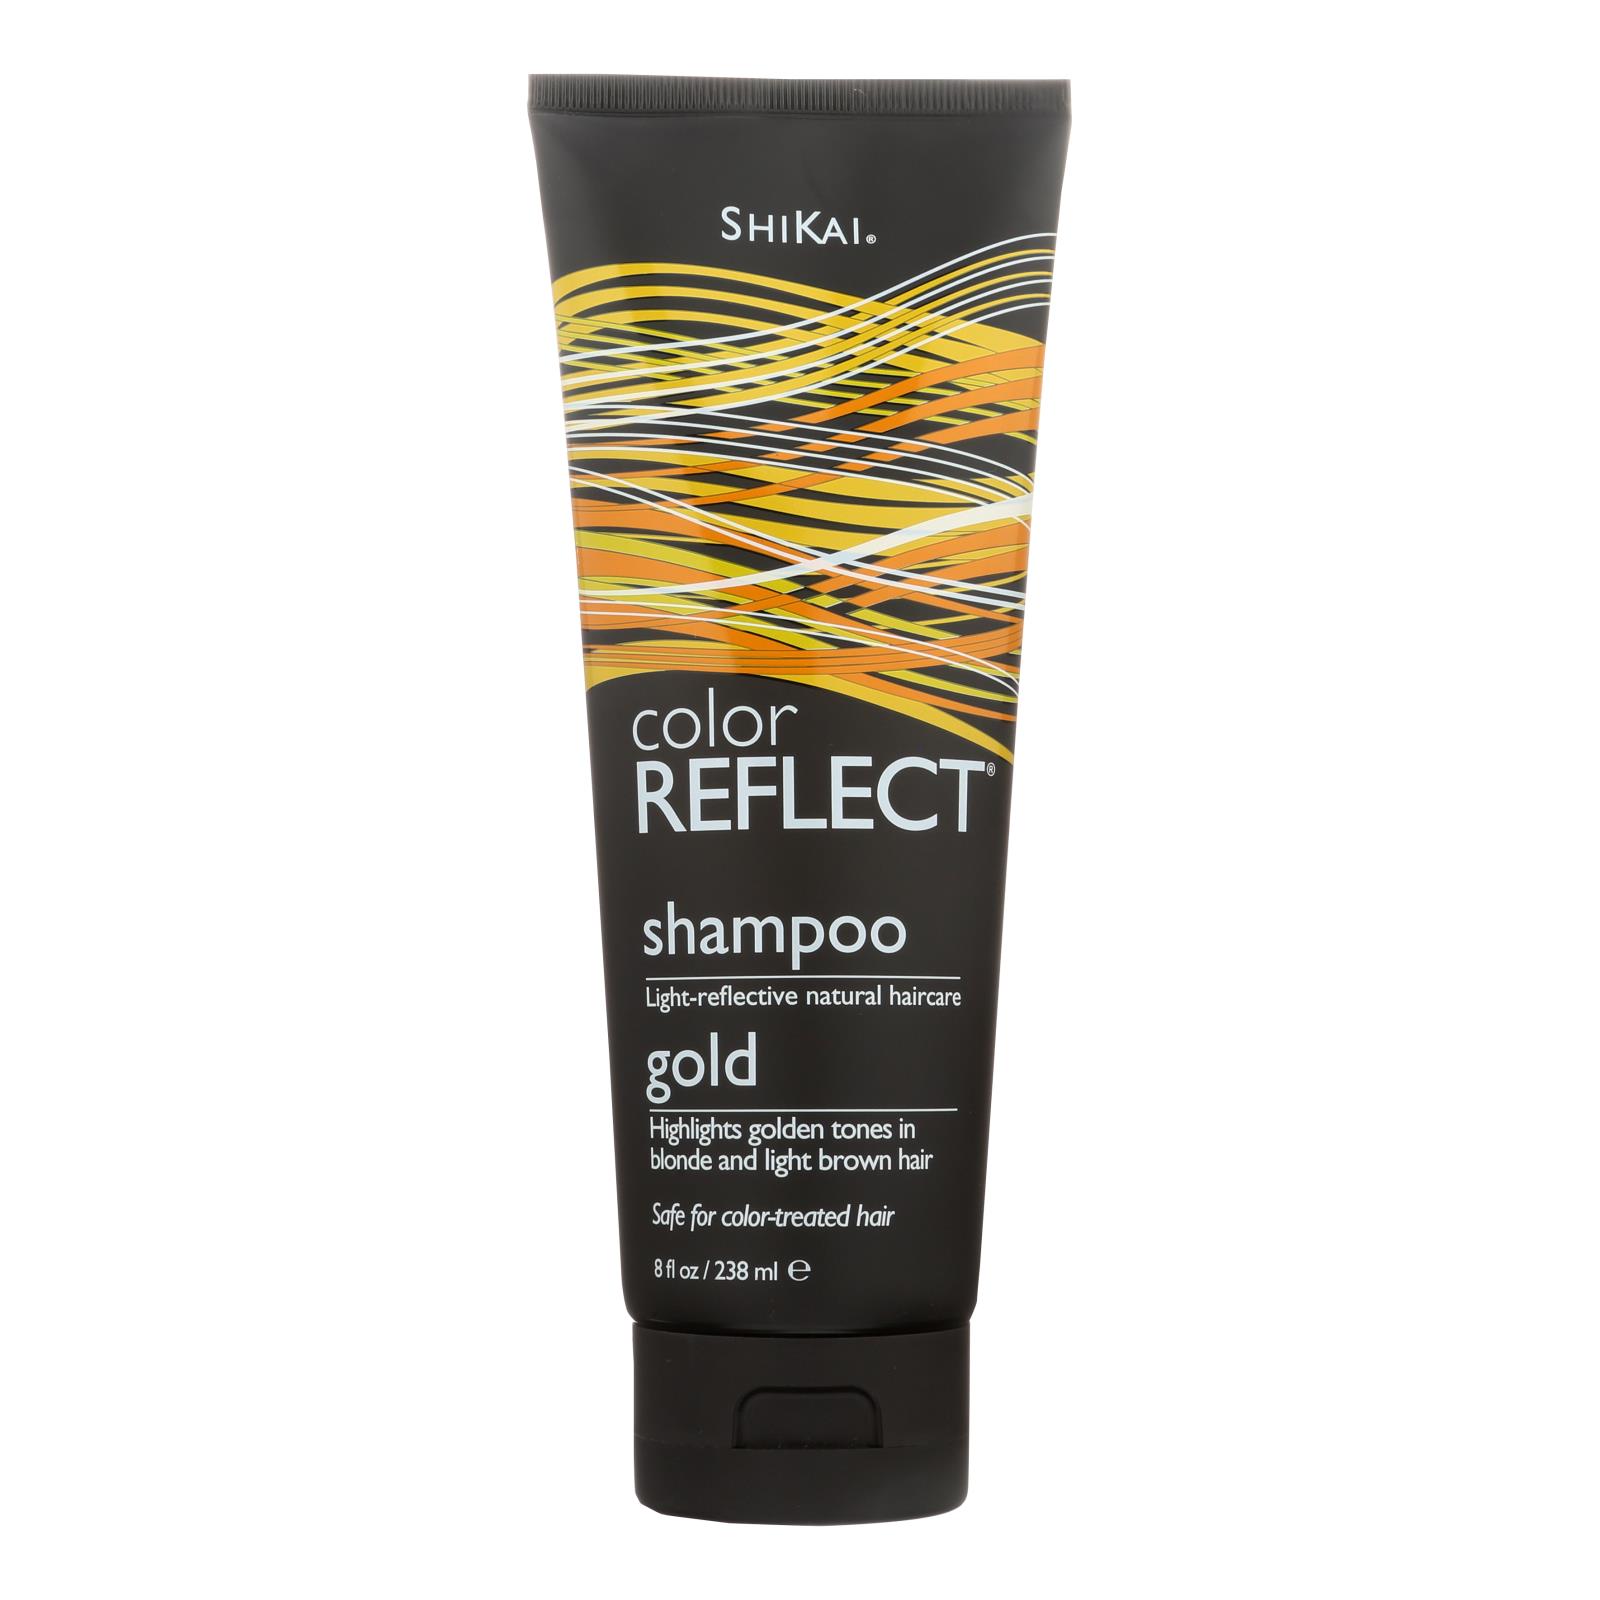 SHIKAI®
color
REFLECT®
shampoo
Light-reflective natural haircare
gold
Highlights golden tones in
blonde and light brown hair
Safe for color-treated hair
8 fl oz / 238 ml ℮